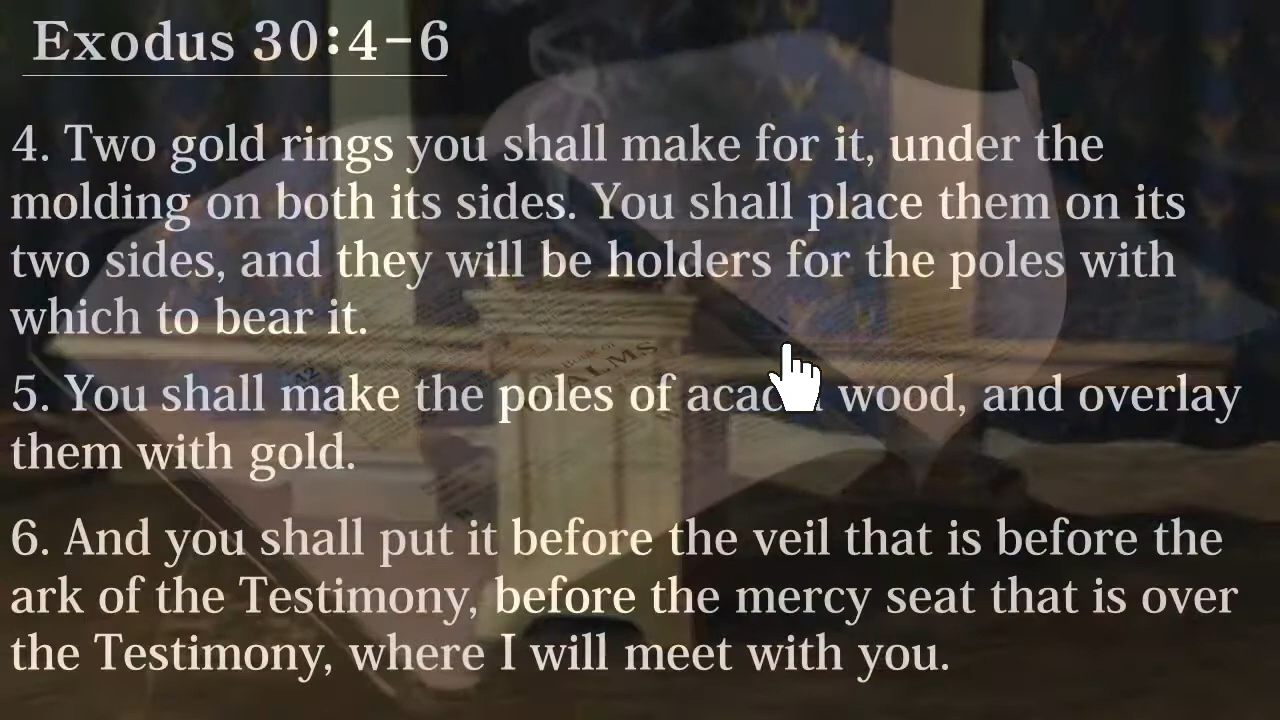 Exodus 30:4-6
4. Two gold rings you shall make for it, under the
molding on both its sides. You shall place them on its
two sides, and they will be holders for the poles with
which to bear it.
5. You shall make the poles of wood, and overlay
them with gold.
6. And you shall put it before the veil that is before the
ark of the Testimony, before the mercy seat that is over
the Testimony, where I will meet with you.
Book of